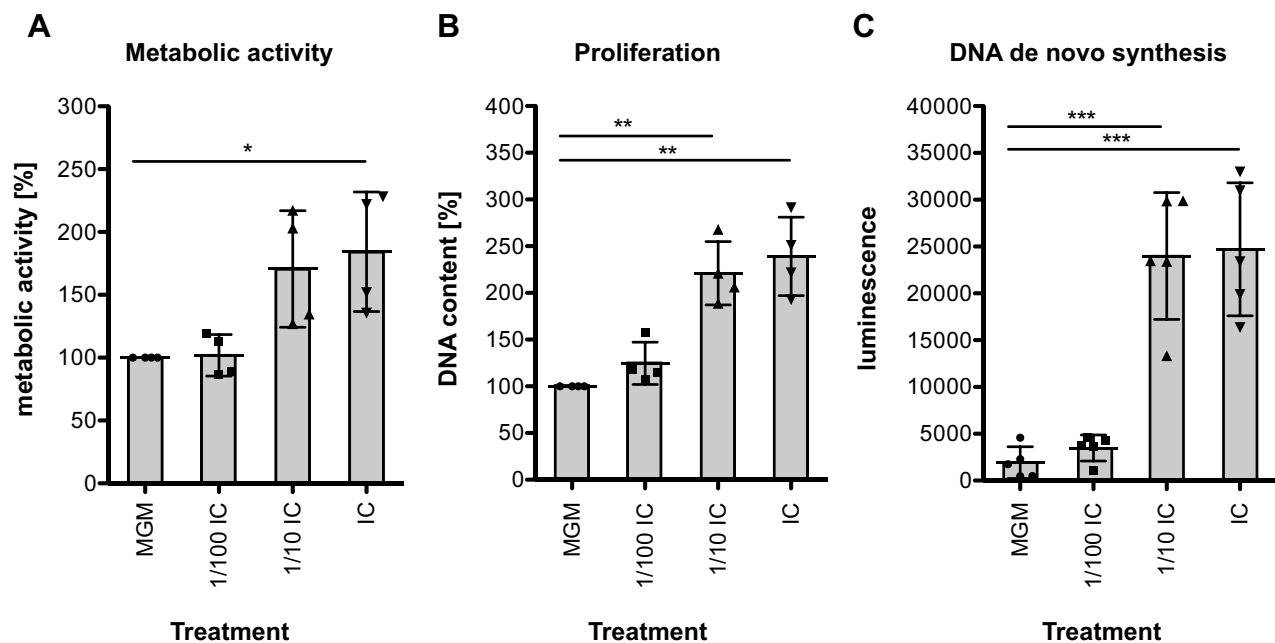 A
Metabolic activity
metabolic activity [%]
300
250
200
150
100
50
0
*
MGM
1/100 IC
1/10 IC
IC
Treatment
B
Proliferation
DNA content [%]
400
350
300
250
200
150
100
50
0
**
**
MGM
1/100 IC
1/10 IC
IC
Treatment
C
DNA de novo synthesis
luminescence
40000
35000
30000
25000
20000
15000
10000
5000
0
***
***
MGM
1/100 IC
1/10 IC
IC
Treatment